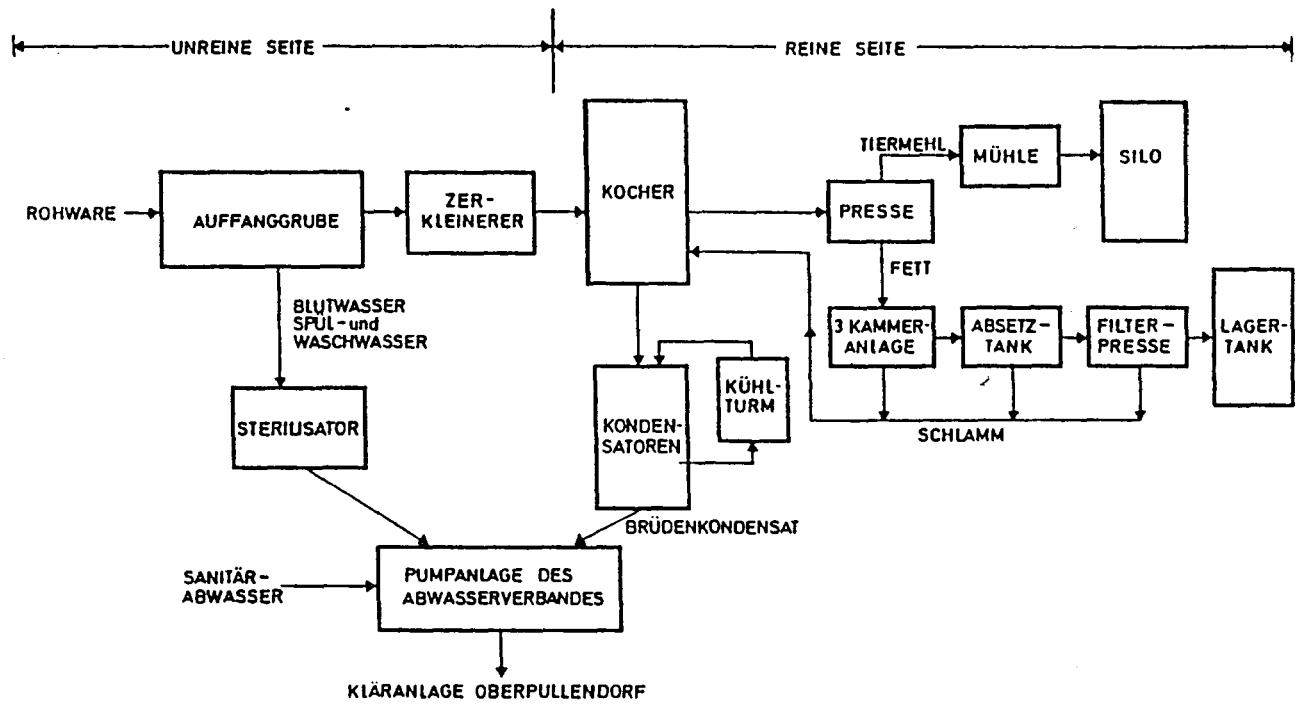 UNREINE SEITE
REINE SEITE
ROHWARE
AUFFANGGRUBE
ZER-
KLEINERER
KOCHER
PRESSE
TIERMEHL
MÜHLE
SILO
FETT
3 KAMMER-
ANLAGE
ABSETZ-
TANK
FILTER-
PRESSE
LAGER-
TANK
SCHLAMM
BLUTWASSER
SPÜL-und
WASCHWASSER
STERILISATOR
KONDEN-
SATOREN
KÜHL-
TURM
BRÜDENKONDENSAT
SANITÄR-
ABWASSER
PUMPANLAGE DES
ABWASSERVERBANDES
KLÄRANLAGE OBERPULLENDORF